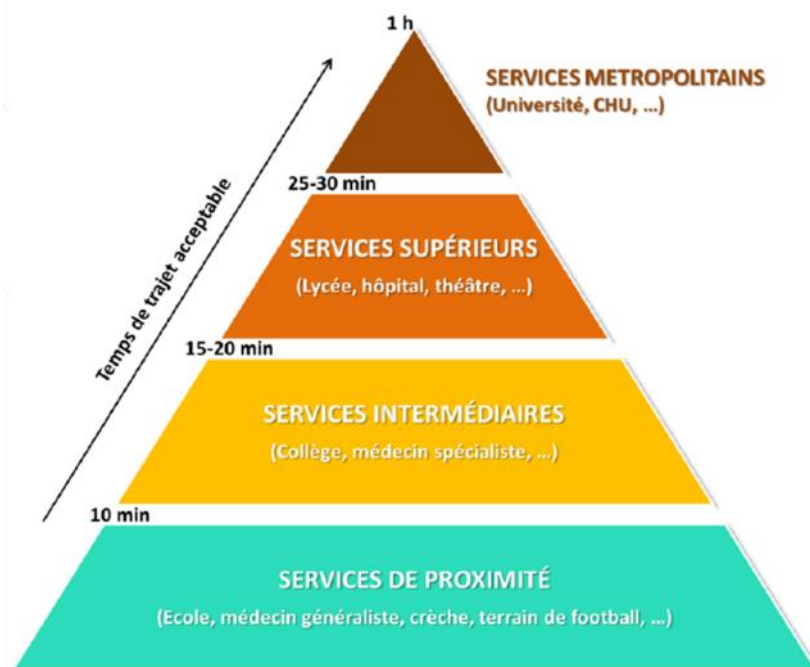 1 h
SERVICES METROPOLITAINS
(Université, CHU, ...)
25-30 min
Temps de trajet acceptable
SERVICES SUPÉRIEURS
(Lycée, hôpital, théâtre, ...)
15-20 min
SERVICES INTERMÉDIAIRES
(Collège, médecin spécialiste, ...)
10 min
SERVICES DE PROXIMITÉ
(Ecole, médecin généraliste, crèche, terrain de football, ...)